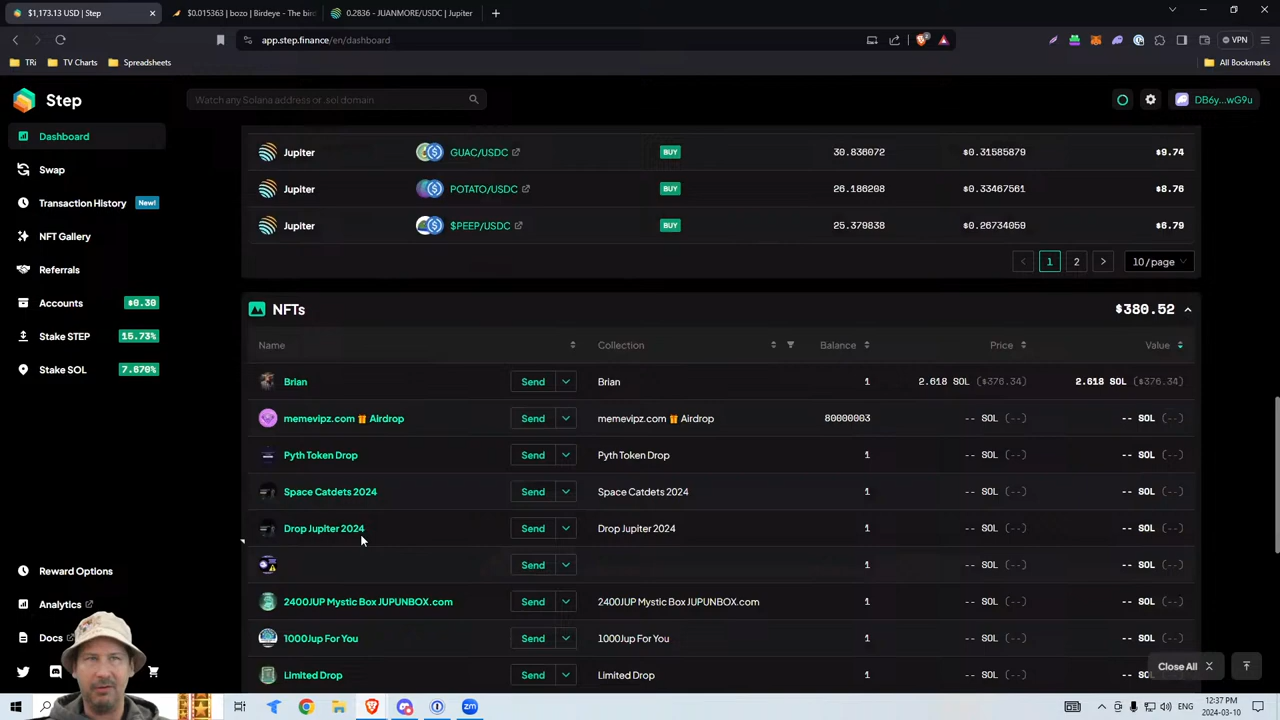 $1,173.13 USD | Step
$0.015363 | bozo | Birdeye - The bir
0.2836 - JUANMORE/USDC | Jupiter
app.step.finance/en/dashboard
2
VPN
TRi
TV Charts
Spreadsheets
All Bookmarks
Step
Watch any Solana address or .sol domain
DB6y...wG9u
Dashboard
Swap
Transaction History New!
NFT Gallery
Referrals
Accounts $0.30
Stake STEP 15.73%
Stake SOL 7.670%
Reward Options
Analytics
Docs
Jupiter GUAC/USDC BUY 30.836072 $0.31585879 $9.74
Jupiter POTATO/USDC BUY 26.186208 $0.33467561 $8.76
Jupiter $PEEP/USDC BUY 25.379838 $0.26734050 $6.79
1 2 10/page
NFTs $380.52
Name Collection Balance Price Value
Brian Send Brian 1 2.618 SOL ($376.34) 2.618 SOL ($376.34)
memevipz.com Airdrop Send memevipz.com Airdrop 80000003 -- SOL (--) -- SOL (--)
Pyth Token Drop Send Pyth Token Drop 1 -- SOL (--) -- SOL (--)
Space Catdets 2024 Send Space Catdets 2024 1 -- SOL (--) -- SOL (--)
Drop Jupiter 2024 Send Drop Jupiter 2024 1 -- SOL (--) -- SOL (--)
Send 1 -- SOL (--) -- SOL (--)
2400JUP Mystic Box JUPUNBOX.com Send 2400JUP Mystic Box JUPUNBOX.com 1 -- SOL (--) -- SOL (--)
1000Jup For You Send 1000Jup For You 1 -- SOL (--) -- SOL (--)
Limited Drop Send Limited Drop 1 -- SOL (--)
Close All
zm
ENG
12:37 PM
2024-03-10